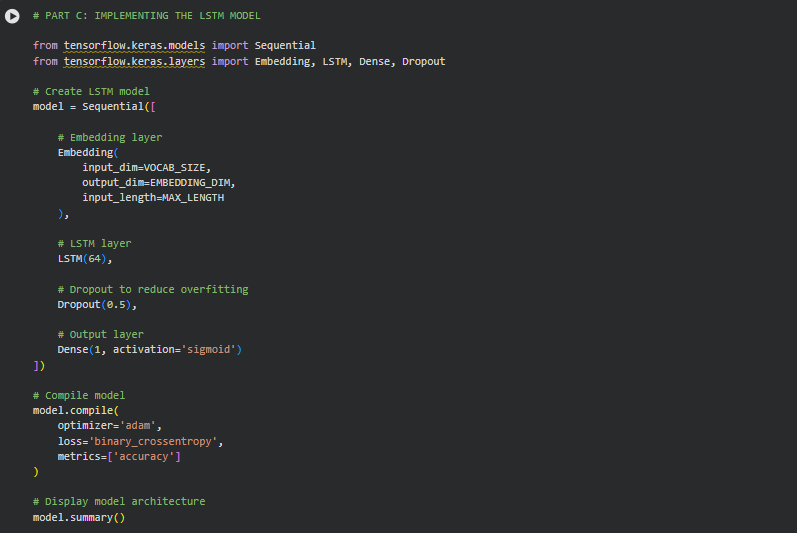 # PART C: IMPLEMENTING THE LSTM MODEL
from tensorflow.keras.models import Sequential
from tensorflow.keras.layers import Embedding, LSTM, Dense, Dropout
# Create LSTM model
model = Sequential([
# Embedding layer
Embedding(
input_dim=VOCAB_SIZE,
output_dim=EMBEDDING_DIM,
input_length=MAX_LENGTH
),
# LSTM layer
LSTM(64),
# Dropout to reduce overfitting
Dropout(0.5),
# Output layer
Dense(1, activation='sigmoid')
])
# Compile model
model.compile(
optimizer='adam',
loss='binary_crossentropy',
metrics=['accuracy']
)
# Display model architecture
model.summary()